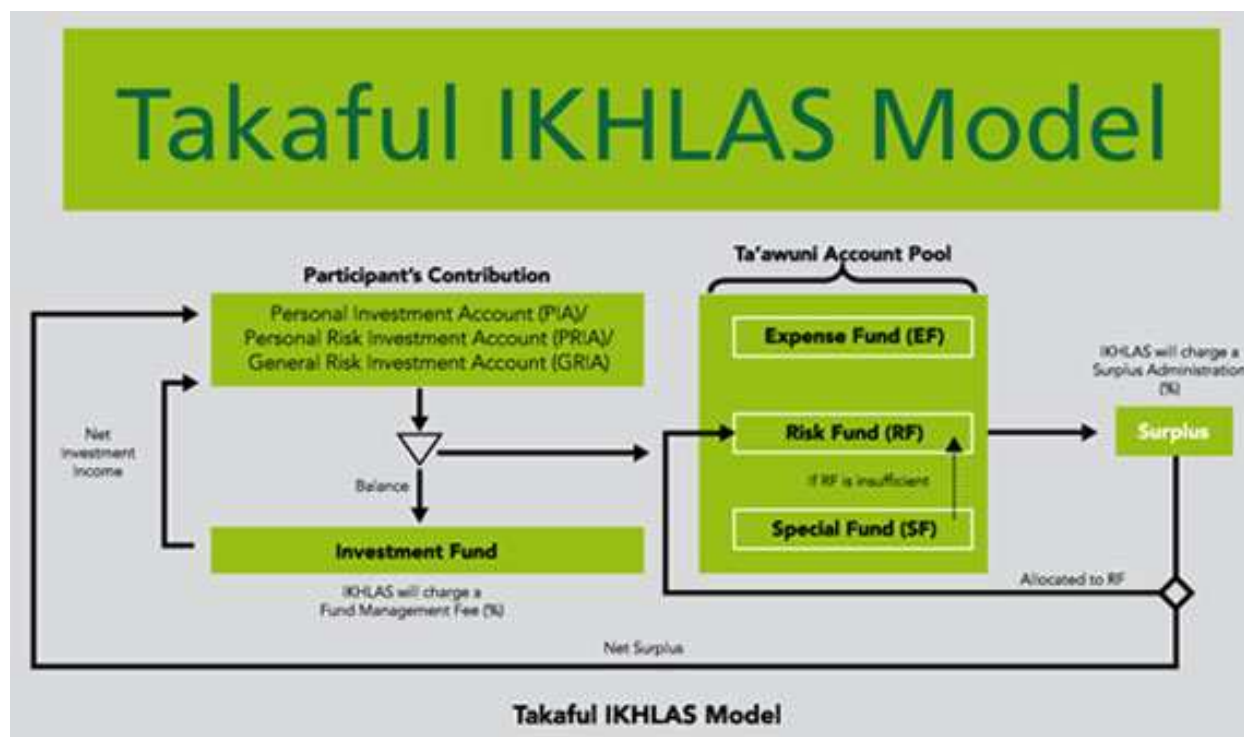 Takaful IKHLAS Model
Participant's Contribution
Personal Investment Account (PIA)/
Personal Risk Investment Account (PRIA)/
General Risk Investment Account (GRIA)
Net
Investment
Income
Balance
Investment Fund
IKHLAS will charge a
Fund Management Fee (%)
Ta'awuni Account Pool
Expense Fund (EF)
Risk Fund (RF)
If RF is insufficient
Special Fund (SF)
IKHLAS will charge a
Surplus Administration
(%)
Surplus
Allocated to RF
Net Surplus
Takaful IKHLAS Model